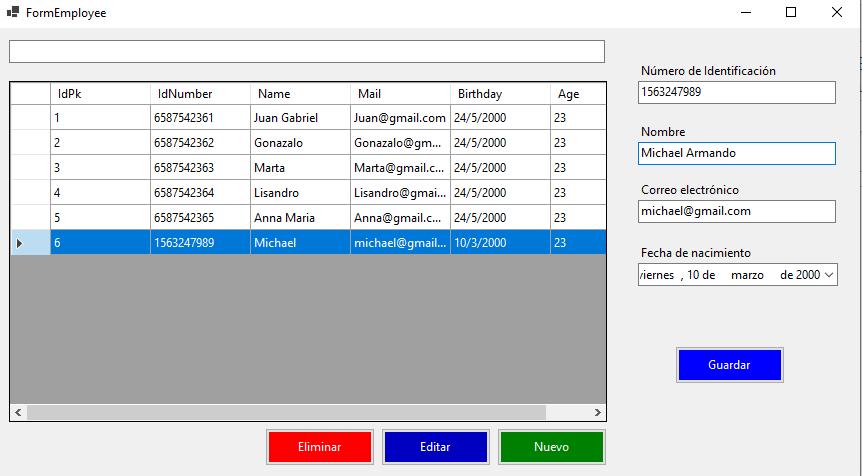 FormEmployee
IdPk IdNumber Name Mail Birthday Age
1 6587542361 Juan Gabriel Juan@gmail.com 24/5/2000 23
2 6587542362 Gonazalo Gonazalo@gm... 24/5/2000 23
3 6587542363 Marta Marta@gmail.c... 24/5/2000 23
4 6587542364 Lisandro Lisandro@gmai... 24/5/2000 23
5 6587542365 Anna Maria Anna@gmail.c... 24/5/2000 23
6 1563247989 Michael michael@gmail... 10/3/2000 23
Eliminar Editar Nuevo
Número de Identificación
1563247989
Nombre
Michael Armando
Correo electrónico
michael@gmail.com
Fecha de nacimiento
viernes , 10 de marzo de 2000
Guardar